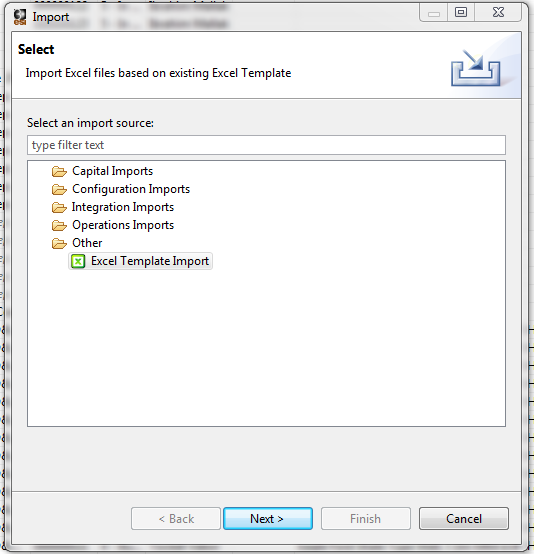 Import
Select
Import Excel files based on existing Excel Template
Select an import source:
type filter text
Capital Imports
Configuration Imports
Integration Imports
Operations Imports
Other
Excel Template Import
< Back
Next >
Finish
Cancel